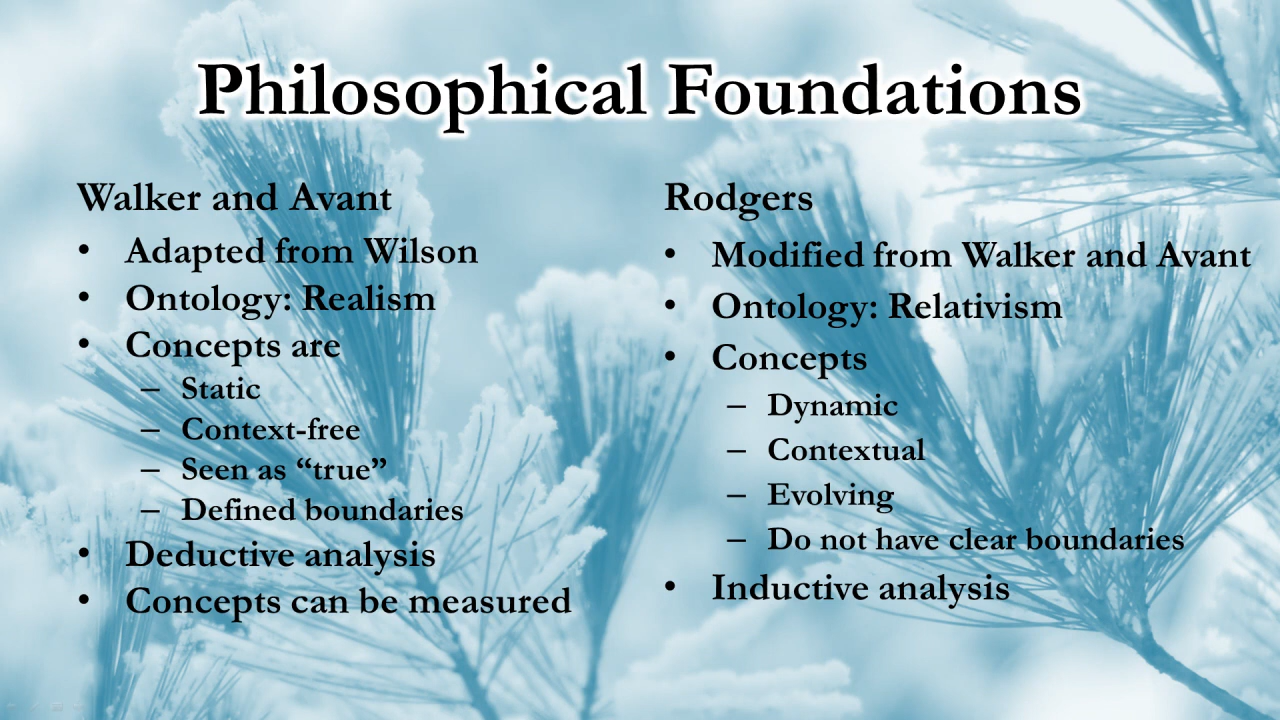 Philosophical Foundations
Walker and Avant
• Adapted from Wilson
• Ontology: Realism
• Concepts are
– Static
– Context-free
– Seen as “true”
– Defined boundaries
• Deductive analysis
• Concepts can be measured
Rodgers
• Modified from Walker and Avant
• Ontology: Relativism
• Concepts
– Dynamic
– Contextual
– Evolving
– Do not have clear boundaries
• Inductive analysis